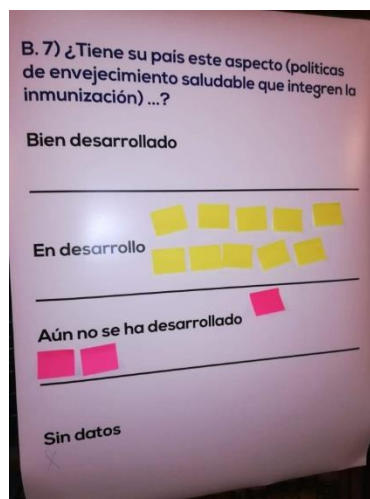 B. 7) ¿Tiene su país este aspecto (políticas
de envejecimiento saludable que integren la
inmunización) ...?
Bien desarrollado
En desarrollo
Aún no se ha desarrollado
Sin datos
X